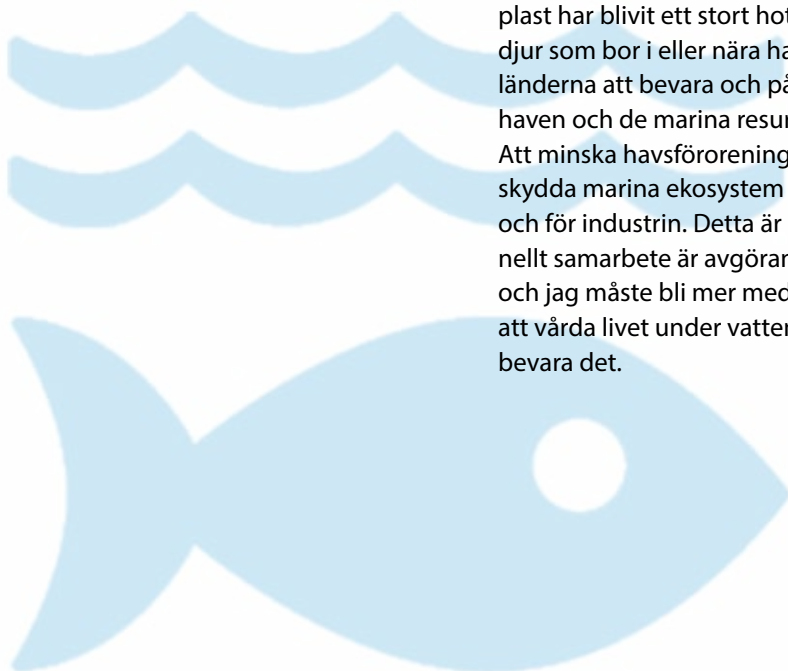 plast har blivit ett stort hot
djur som bor i eller nära ha
länderna att bevara och på
haven och de marina resur
Att minska havsförorening
skydda marina ekosystem
och för industrin. Detta är
nellt samarbete är
och jag måste bli mer med
att vårda livet under
bevara det.